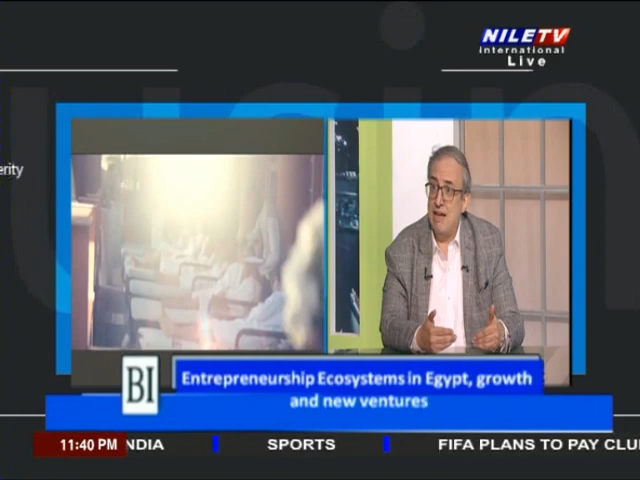 NILE TV
international
Live
erity
BI
Entrepreneurship Ecosystems in Egypt, growth
and new ventures
11:40 PM
NDIA
SPORTS
FIFA PLANS TO PAY CLU